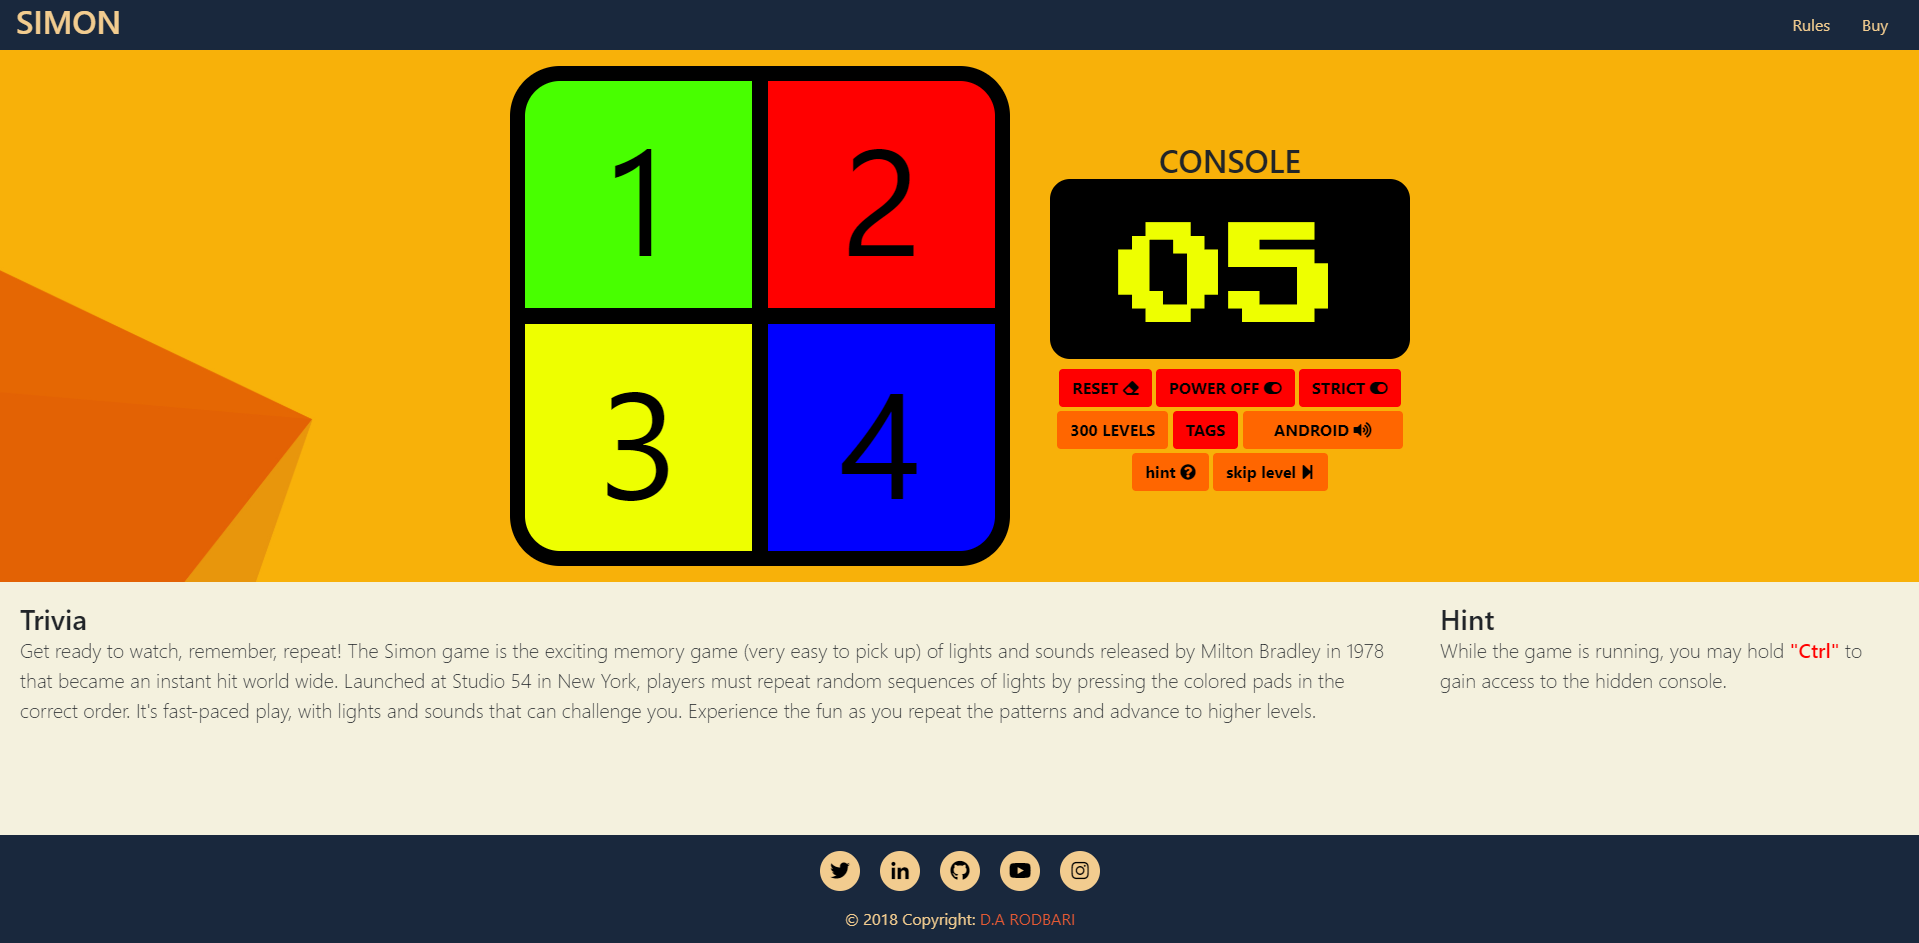 SIMON
Rules Buy
1 2
3 4
CONSOLE
05
RESET POWER OFF STRICT
300 LEVELS TAGS ANDROID
hint skip level
Trivia
Get ready to watch, remember, repeat! The Simon game is the exciting memory game (very easy to pick up) of lights and sounds released by Milton Bradley in 1978
that became an instant hit world wide. Launched at Studio 54 in New York, players must repeat random sequences of lights by pressing the colored pads in the
correct order. It's fast-paced play, with lights and sounds that can challenge you. Experience the fun as you repeat the patterns and advance to higher levels.
Hint
While the game is running, you may hold "Ctrl" to
gain access to the hidden console.
© 2018 Copyright: D.A RODBARI